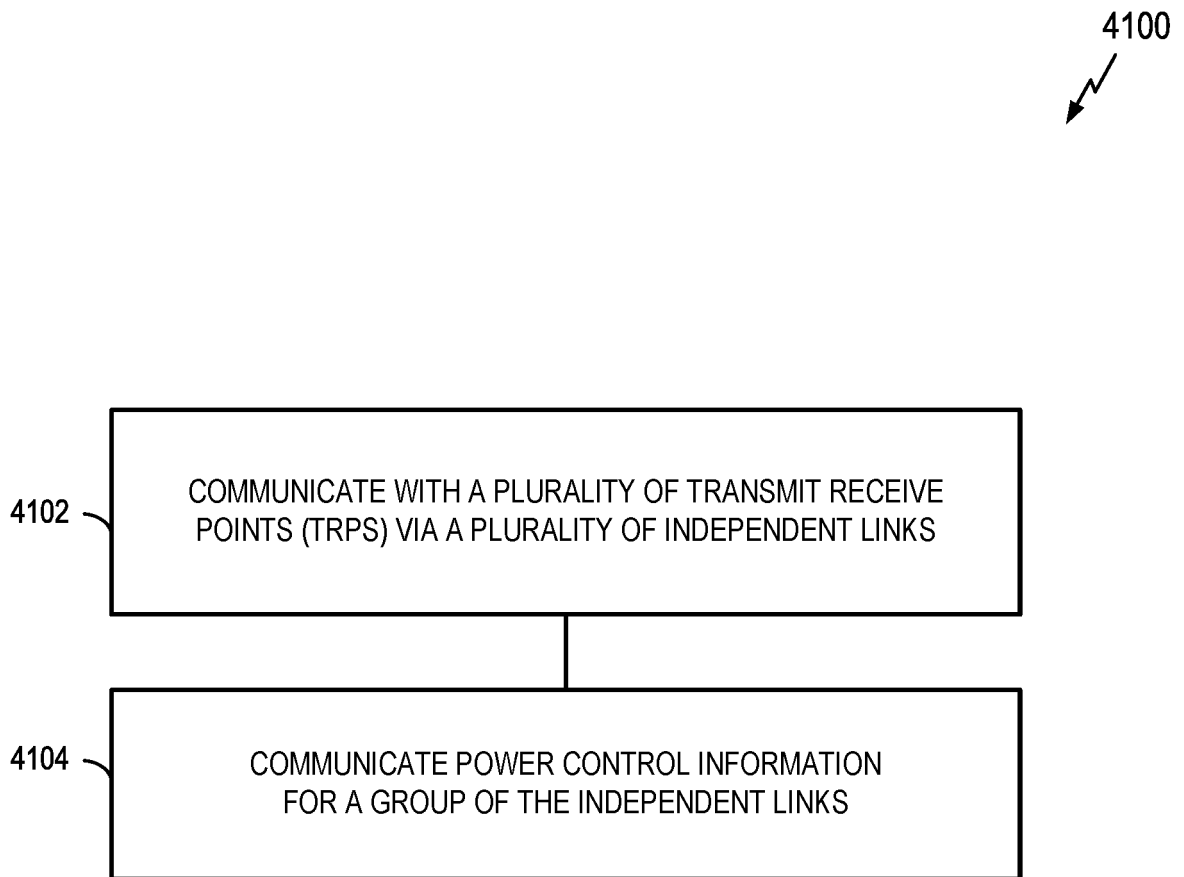 4100
4102
COMMUNICATE WITH A PLURALITY OF TRANSMIT RECEIVE
POINTS (TRPS) VIA A PLURALITY OF INDEPENDENT LINKS
4104
COMMUNICATE POWER CONTROL INFORMATION
FOR A GROUP OF THE INDEPENDENT LINKS